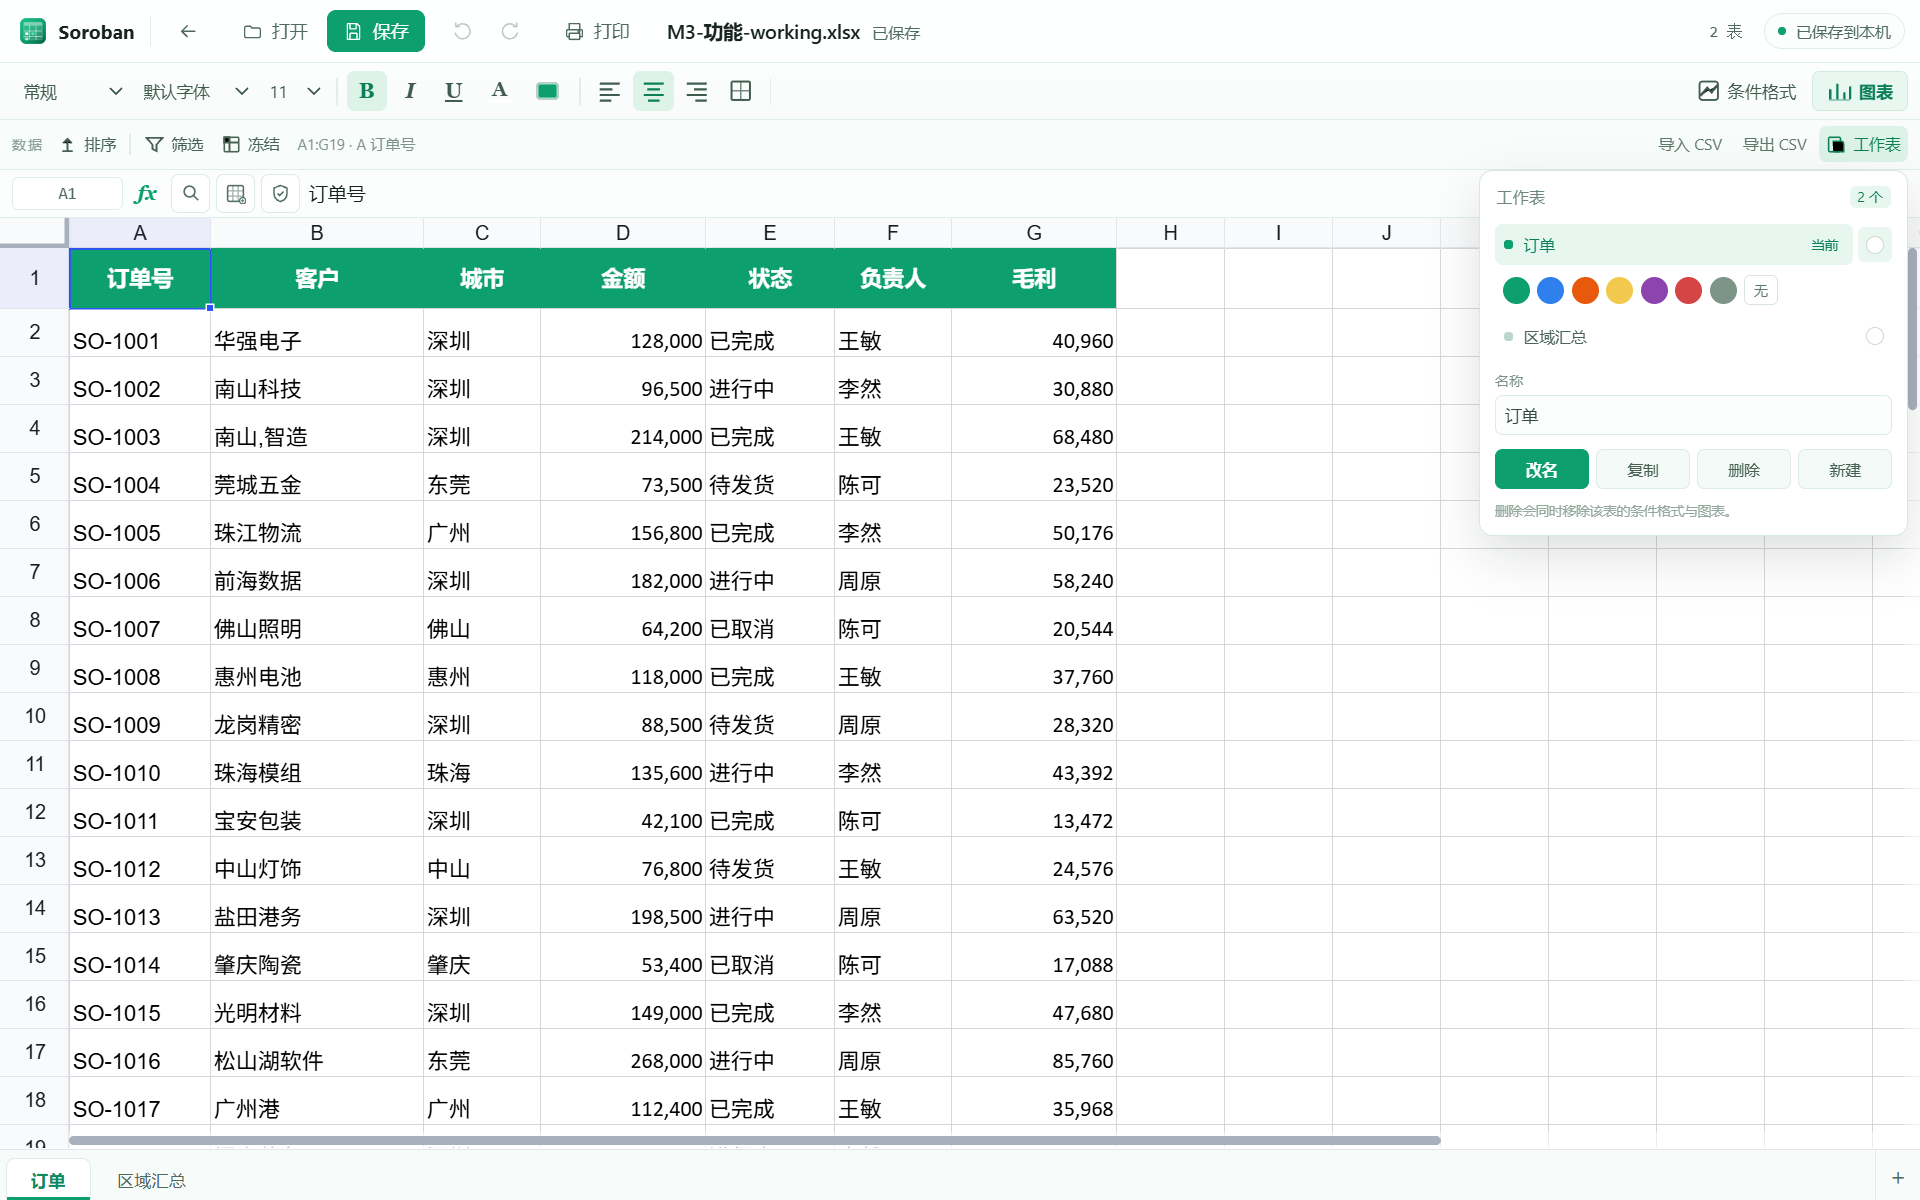 Soroban
打开
保存
打印
M3-功能-working.xlsx 已保存
2 表
已保存到本机
常规
默认字体
11
B
I
U
A
条件格式
图表
数据
排序
筛选
冻结
A1:G19 · A 订单号
导入 CSV
导出 CSV
工作表
A1
fx
订单号
A B C D E F G H I J
1 订单号 客户 城市 金额 状态 负责人 毛利
2 SO-1001 华强电子 深圳 128,000 已完成 王敏 40,960
3 SO-1002 南山科技 深圳 96,500 进行中 李然 30,880
4 SO-1003 南山,智造 深圳 214,000 已完成 王敏 68,480
5 SO-1004 莞城五金 东莞 73,500 待发货 陈可 23,520
6 SO-1005 珠江物流 广州 156,800 已完成 李然 50,176
7 SO-1006 前海数据 深圳 182,000 进行中 周原 58,240
8 SO-1007 佛山照明 佛山 64,200 已取消 陈可 20,544
9 SO-1008 惠州电池 惠州 118,000 已完成 王敏 37,760
10 SO-1009 龙岗精密 深圳 88,500 待发货 周原 28,320
11 SO-1010 珠海模组 珠海 135,600 进行中 李然 43,392
12 SO-1011 宝安包装 深圳 42,100 已完成 陈可 13,472
13 SO-1012 中山灯饰 中山 76,800 待发货 王敏 24,576
14 SO-1013 盐田港务 深圳 198,500 进行中 周原 63,520
15 SO-1014 肇庆陶瓷 肇庆 53,400 已取消 陈可 17,088
16 SO-1015 光明材料 深圳 149,000 已完成 李然 47,680
17 SO-1016 松山湖软件 东莞 268,000 进行中 周原 85,760
18 SO-1017 广州港 广州 112,400 已完成 王敏 35,968
19
工作表
2 个
订单
当前
无
区域汇总
名称
订单
改名
复制
删除
新建
删除会同时移除该表的条件格式与图表。
订单
区域汇总
+